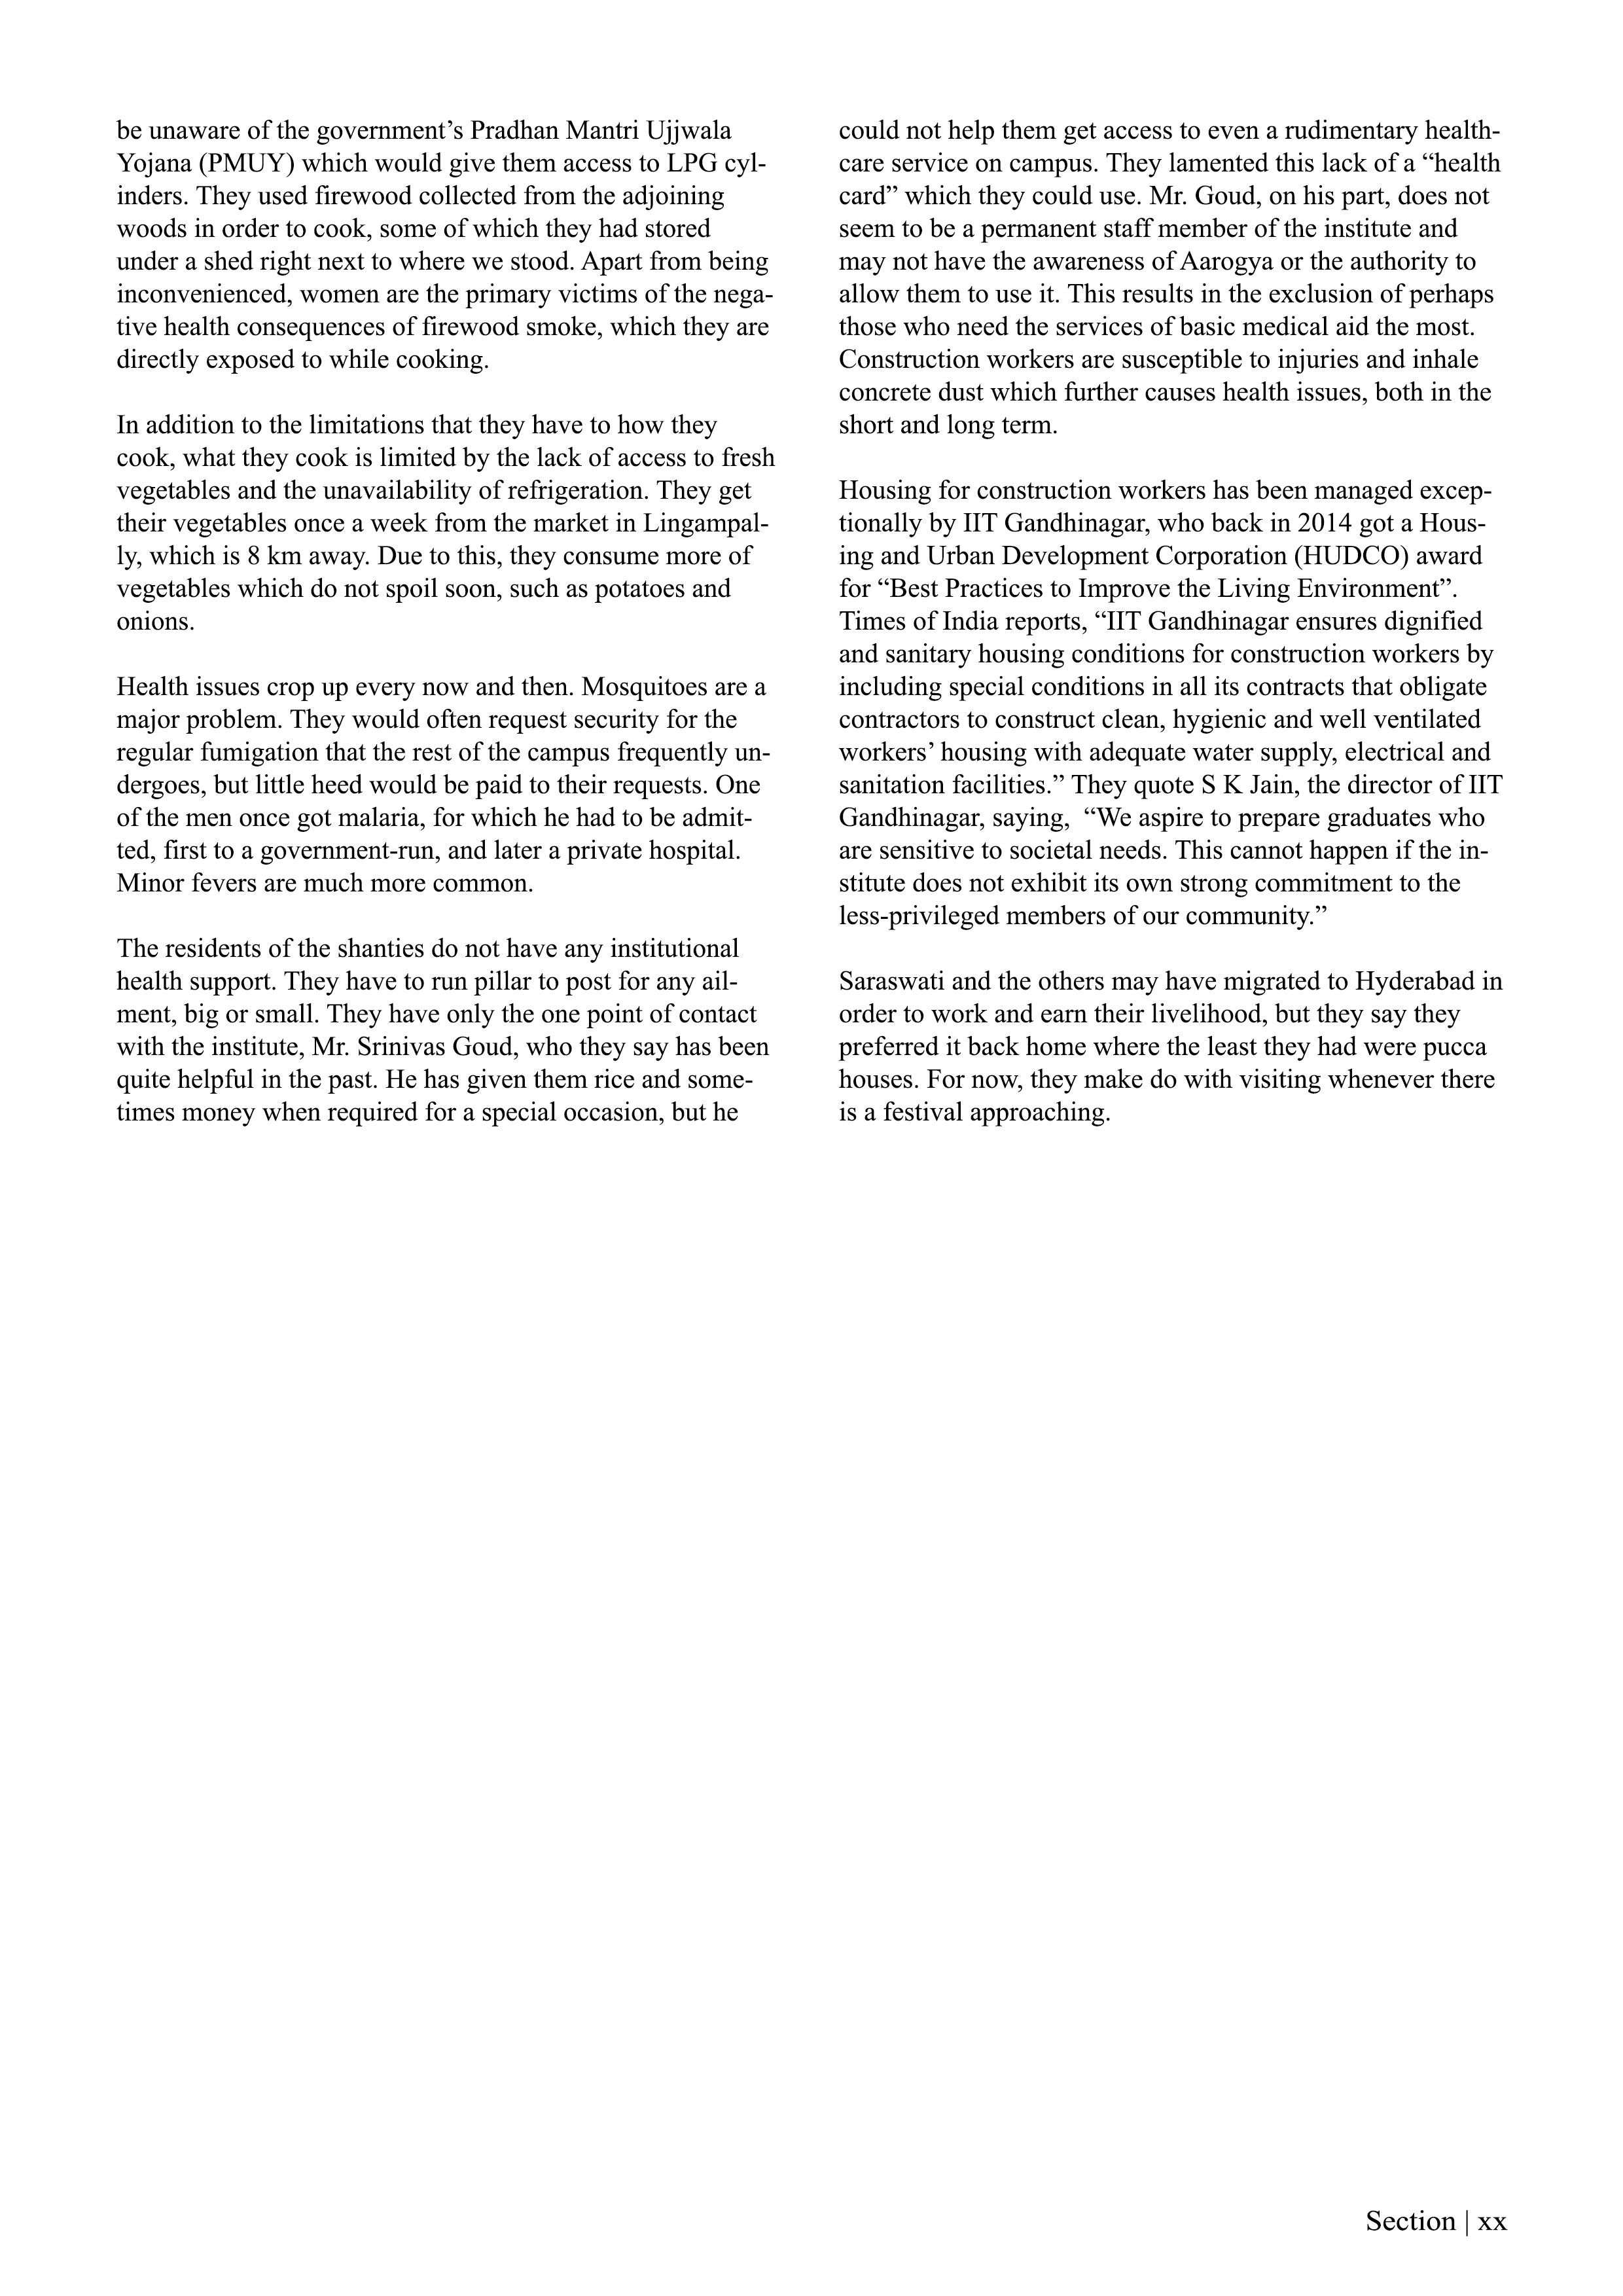 be unaware of the government’s Pradhan Mantri Ujjwala
Yojana (PMUY) which would give them access to LPG cyl-
inders. They used firewood collected from the adjoining
woods in order to cook, some of which they had stored
under a shed right next to where we stood. Apart from being
inconvenienced, women are the primary victims of the nega-
tive health consequences of firewood smoke, which they are
directly exposed to while cooking.
In addition to the limitations that they have to how they
cook, what they cook is limited by the lack of access to fresh
vegetables and the unavailability of refrigeration. They get
their vegetables once a week from the market in Lingampal-
ly, which is 8 km away. Due to this, they consume more of
vegetables which do not spoil soon, such as potatoes and
onions.
Health issues crop up every now and then. Mosquitoes are a
major problem. They would often request security for the
regular fumigation that the rest of the campus frequently un-
dergoes, but little heed would be paid to their requests. One
of the men once got malaria, for which he had to be admit-
ted, first to a government-run, and later a private hospital.
Minor fevers are much more common.
The residents of the shanties do not have any institutional
health support. They have to run pillar to post for any ail-
ment, big or small. They have only the one point of contact
with the institute, Mr. Srinivas Goud, who they say has been
quite helpful in the past. He has given them rice and some-
times money when required for a special occasion, but he
could not help them get access to even a rudimentary health-
care service on campus. They lamented this lack of a “health
card” which they could use. Mr. Goud, on his part, does not
seem to be a permanent staff member of the institute and
may not have the awareness of Aarogya or the authority to
allow them to use it. This results in the exclusion of perhaps
those who need the services of basic medical aid the most.
Construction workers are susceptible to injuries and inhale
concrete dust which further causes health issues, both in the
short and long term.
Housing for construction workers has been managed excep-
tionally by IIT Gandhinagar, who back in 2014 got a Hous-
ing and Urban Development Corporation (HUDCO) award
for “Best Practices to Improve the Living Environment”.
Times of India reports, “IIT Gandhinagar ensures dignified
and sanitary housing conditions for construction workers by
including special conditions in all its contracts that obligate
contractors to construct clean, hygienic and well ventilated
workers’ housing with adequate water supply, electrical and
sanitation facilities.” They quote S K Jain, the director of IIT
Gandhinagar, saying,  “We aspire to prepare graduates who
are sensitive to societal needs. This cannot happen if the in-
stitute does not exhibit its own strong commitment to the
less-privileged members of our community.”
Saraswati and the others may have migrated to Hyderabad in
order to work and earn their livelihood, but they say they
preferred it back home where the least they had were pucca
houses. For now, they make do with visiting whenever there
is a festival approaching.
Section | xx